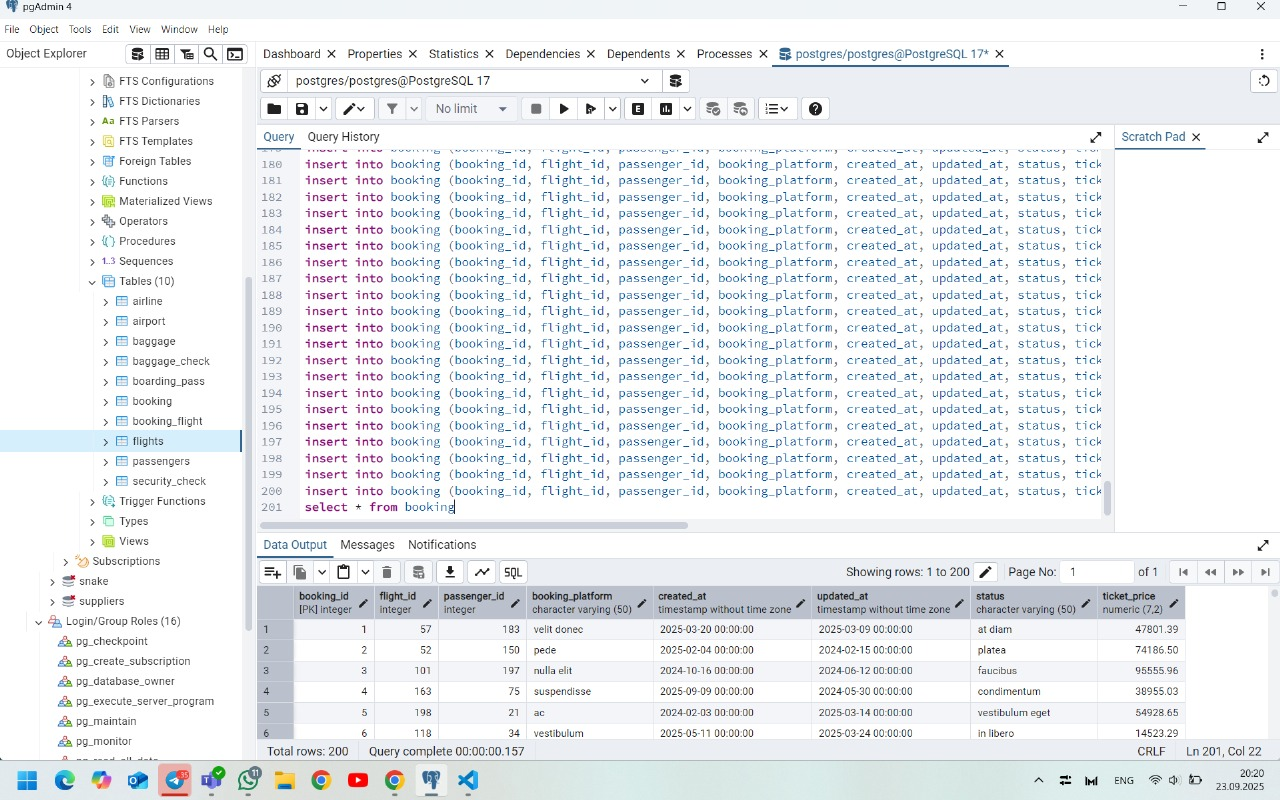 pgAdmin 4
File Object Tools Edit View Window Help
Object Explorer
Dashboard Properties Statistics Dependencies Dependents Processes postgres/postgres@PostgreSQL 17*
postgres/postgres@PostgreSQL 17
No limit
E
Query Query History
Scratch Pad
FTS Configurations
FTS Dictionaries
Aa FTS Parsers
FTS Templates
Foreign Tables
Functions
Materialized Views
Operators
Procedures
1..3 Sequences
Tables (10)
airline
airport
baggage
baggage_check
boarding_pass
booking
booking_flight
flights
passengers
security_check
Trigger Functions
Types
Views
Subscriptions
snake
suppliers
Login/Group Roles (16)
pg_checkpoint
pg_create_subscription
pg_database_owner
pg_execute_server_program
pg_maintain
pg_monitor
180 insert into booking (booking_id, flight_id, passenger_id, booking_platform, created_at, updated_at, status, tick
181 insert into booking (booking_id, flight_id, passenger_id, booking_platform, created_at, updated_at, status, tick
182 insert into booking (booking_id, flight_id, passenger_id, booking_platform, created_at, updated_at, status, tick
183 insert into booking (booking_id, flight_id, passenger_id, booking_platform, created_at, updated_at, status, tick
184 insert into booking (booking_id, flight_id, passenger_id, booking_platform, created_at, updated_at, status, tick
185 insert into booking (booking_id, flight_id, passenger_id, booking_platform, created_at, updated_at, status, tick
186 insert into booking (booking_id, flight_id, passenger_id, booking_platform, created_at, updated_at, status, tick
187 insert into booking (booking_id, flight_id, passenger_id, booking_platform, created_at, updated_at, status, tick
188 insert into booking (booking_id, flight_id, passenger_id, booking_platform, created_at, updated_at, status, tick
189 insert into booking (booking_id, flight_id, passenger_id, booking_platform, created_at, updated_at, status, tick
190 insert into booking (booking_id, flight_id, passenger_id, booking_platform, created_at, updated_at, status, tick
191 insert into booking (booking_id, flight_id, passenger_id, booking_platform, created_at, updated_at, status, tick
192 insert into booking (booking_id, flight_id, passenger_id, booking_platform, created_at, updated_at, status, tick
193 insert into booking (booking_id, flight_id, passenger_id, booking_platform, created_at, updated_at, status, tick
194 insert into booking (booking_id, flight_id, passenger_id, booking_platform, created_at, updated_at, status, tick
195 insert into booking (booking_id, flight_id, passenger_id, booking_platform, created_at, updated_at, status, tick
196 insert into booking (booking_id, flight_id, passenger_id, booking_platform, created_at, updated_at, status, tick
197 insert into booking (booking_id, flight_id, passenger_id, booking_platform, created_at, updated_at, status, tick
198 insert into booking (booking_id, flight_id, passenger_id, booking_platform, created_at, updated_at, status, tick
199 insert into booking (booking_id, flight_id, passenger_id, booking_platform, created_at, updated_at, status, tick
200 insert into booking (booking_id, flight_id, passenger_id, booking_platform, created_at, updated_at, status, tick
201 select * from booking
Data Output Messages Notifications
SQL Showing rows: 1 to 200 Page No: 1 of 1
booking_id flight_id passenger_id booking_platform created_at updated_at status ticket_price
[PK] integer integer integer character varying (50) timestamp without time zone timestamp without time zone character varying (50) numeric (7,2)
1 1 57 183 velit donec 2025-03-20 00:00:00 2025-03-09 00:00:00 at diam 47801.39
2 2 52 150 pede 2025-02-04 00:00:00 2024-02-15 00:00:00 platea 74186.50
3 3 101 197 nulla elit 2024-10-16 00:00:00 2024-06-12 00:00:00 faucibus 95555.96
4 4 163 75 suspendisse 2025-09-09 00:00:00 2024-05-30 00:00:00 condimentum 38955.03
5 5 198 21 ac 2024-02-03 00:00:00 2025-03-14 00:00:00 vestibulum eget 54928.65
6 6 118 34 vestibulum 2025-05-11 00:00:00 2025-03-24 00:00:00 in libero 14523.29
Total rows: 200 Query complete 00:00:00.157 CRLF Ln 201, Col 22
35 11 ENG 20:20
23.09.2025